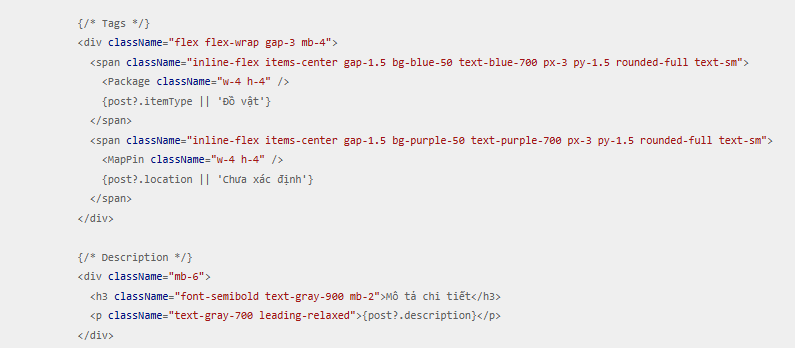 {/* Tags */}
<div className="flex flex-wrap gap-3 mb-4">
<span className="inline-flex items-center gap-1.5 bg-blue-50 text-blue-700 px-3 py-1.5 rounded-full text-sm">
<Package className="w-4 h-4" />
{post?.itemType || 'Đồ vật'}
</span>
<span className="inline-flex items-center gap-1.5 bg-purple-50 text-purple-700 px-3 py-1.5 rounded-full text-sm">
<MapPin className="w-4 h-4" />
{post?.location || 'Chưa xác định'}
</span>
</div>
{/* Description */}
<div className="mb-6">
<h3 className="font-semibold text-gray-900 mb-2">Mô tả chi tiết</h3>
<p className="text-gray-700 leading-relaxed">{post?.description}</p>
</div>